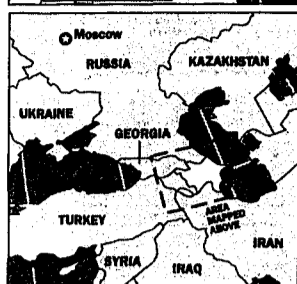 Moscow
RUSSIA
KAZAKHSTAN
UKRAINE
GEORGIA
TURKEY
AREA
MAPPED
ABOVE
IRAN
SYRIA
IRAQ